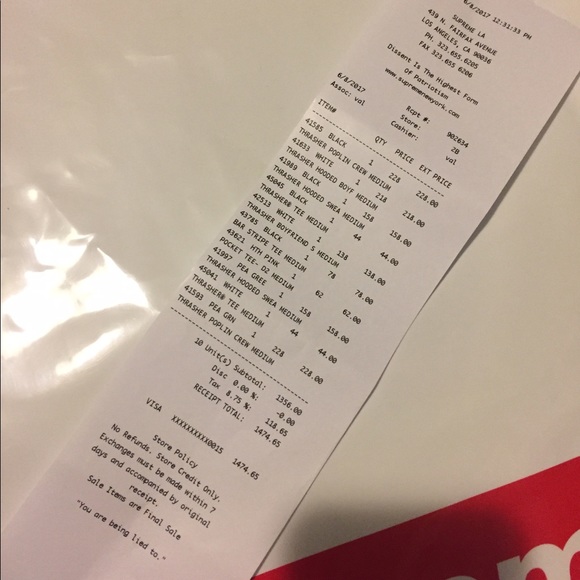 6/8/2017 12:31:33 PM
SUPREME LA
439 N. FAIRFAX AVENUE
LOS ANGELES, CA 90036
PH. 323.655.6205
FAX 323.655.6206
Dissent Is The Highest Form
Of Patriotism
www.supremenewyork.com
6/8/2017 Rcpt #: 902634
Assoc: val Store: 28
Cashier: val
ITEM# QTY PRICE EXT PRICE
41585 BLACK 1 228 228.00
THRASHER POPLIN CREW MEDIUM
41633 WHITE 1 218 218.00
THRASHER HOODED BOYF MEDIUM
41989 BLACK 1 158 158.00
THRASHER HOODED SWEA MEDIUM
45045 BLACK 1 44 44.00
THRASHER® TEE MEDIUM
42511 WHITE 1 138 138.00
THRASHER BOYFRIEND S MEDIUM
43785 BLACK 1 78 78.00
BAR STRIPE TEE MEDIUM
43621 HTH PINK 1 62 62.00
POCKET TEE- D2 MEDIUM
41997 PEA GREE 1 158 158.00
THRASHER HOODED SWEA MEDIUM
45041 WHITE 1 44 44.00
THRASHER® TEE MEDIUM
41593 PEA GRN 1 228 228.00
THRASHER POPLIN CREW MEDIUM
10 Unit(s) Subtotal: 1356.00
Disc 0.00 %: -0.00
Tax 8.75 %: 118.65
RECEIPT TOTAL: 1474.65
VISA XXXXXXXXXX0015 1474.65
Store Policy
No Refunds. Store Credit Only.
Exchanges must be made within 7
days and accompanied by original
receipt.
Sale Items are Final Sale
"You are being lied to."